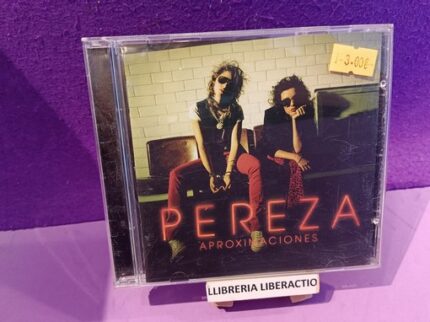 3.00€
PEREZA
APROXIMACIONES
LLIBRERIA LIBERACTIO